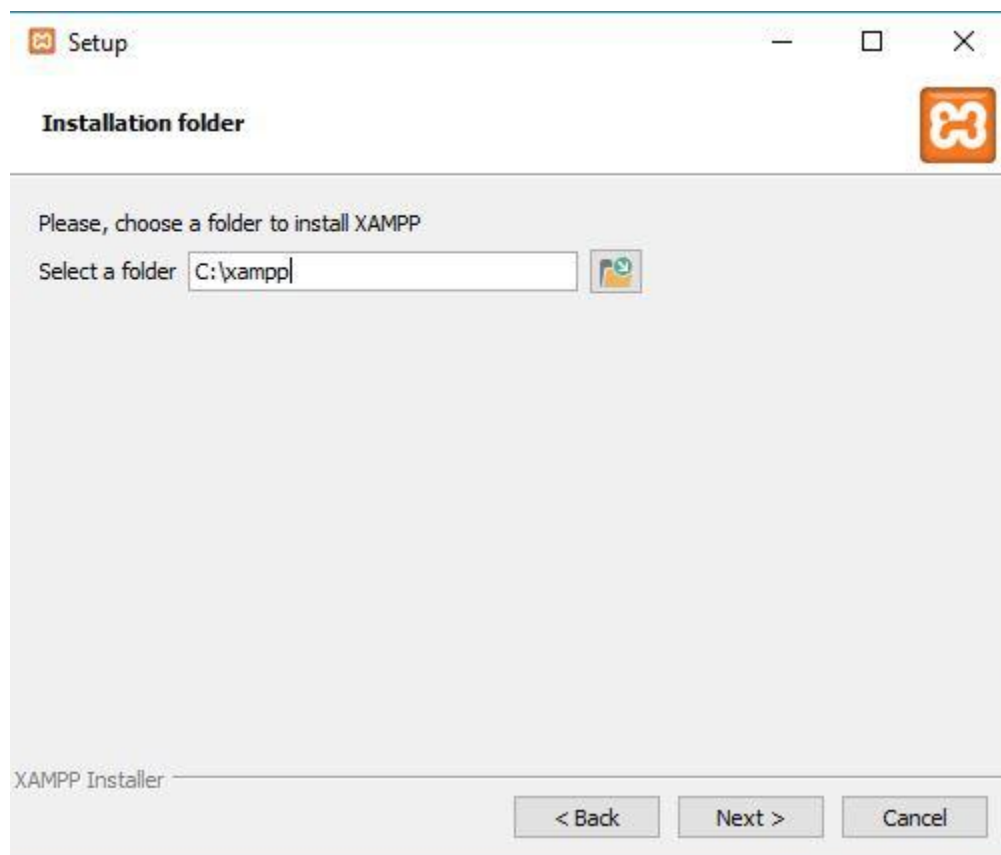 Setup
Installation folder
Please, choose a folder to install XAMPP
Select a folder C:\xampp
XAMPP Installer
< Back Next > Cancel